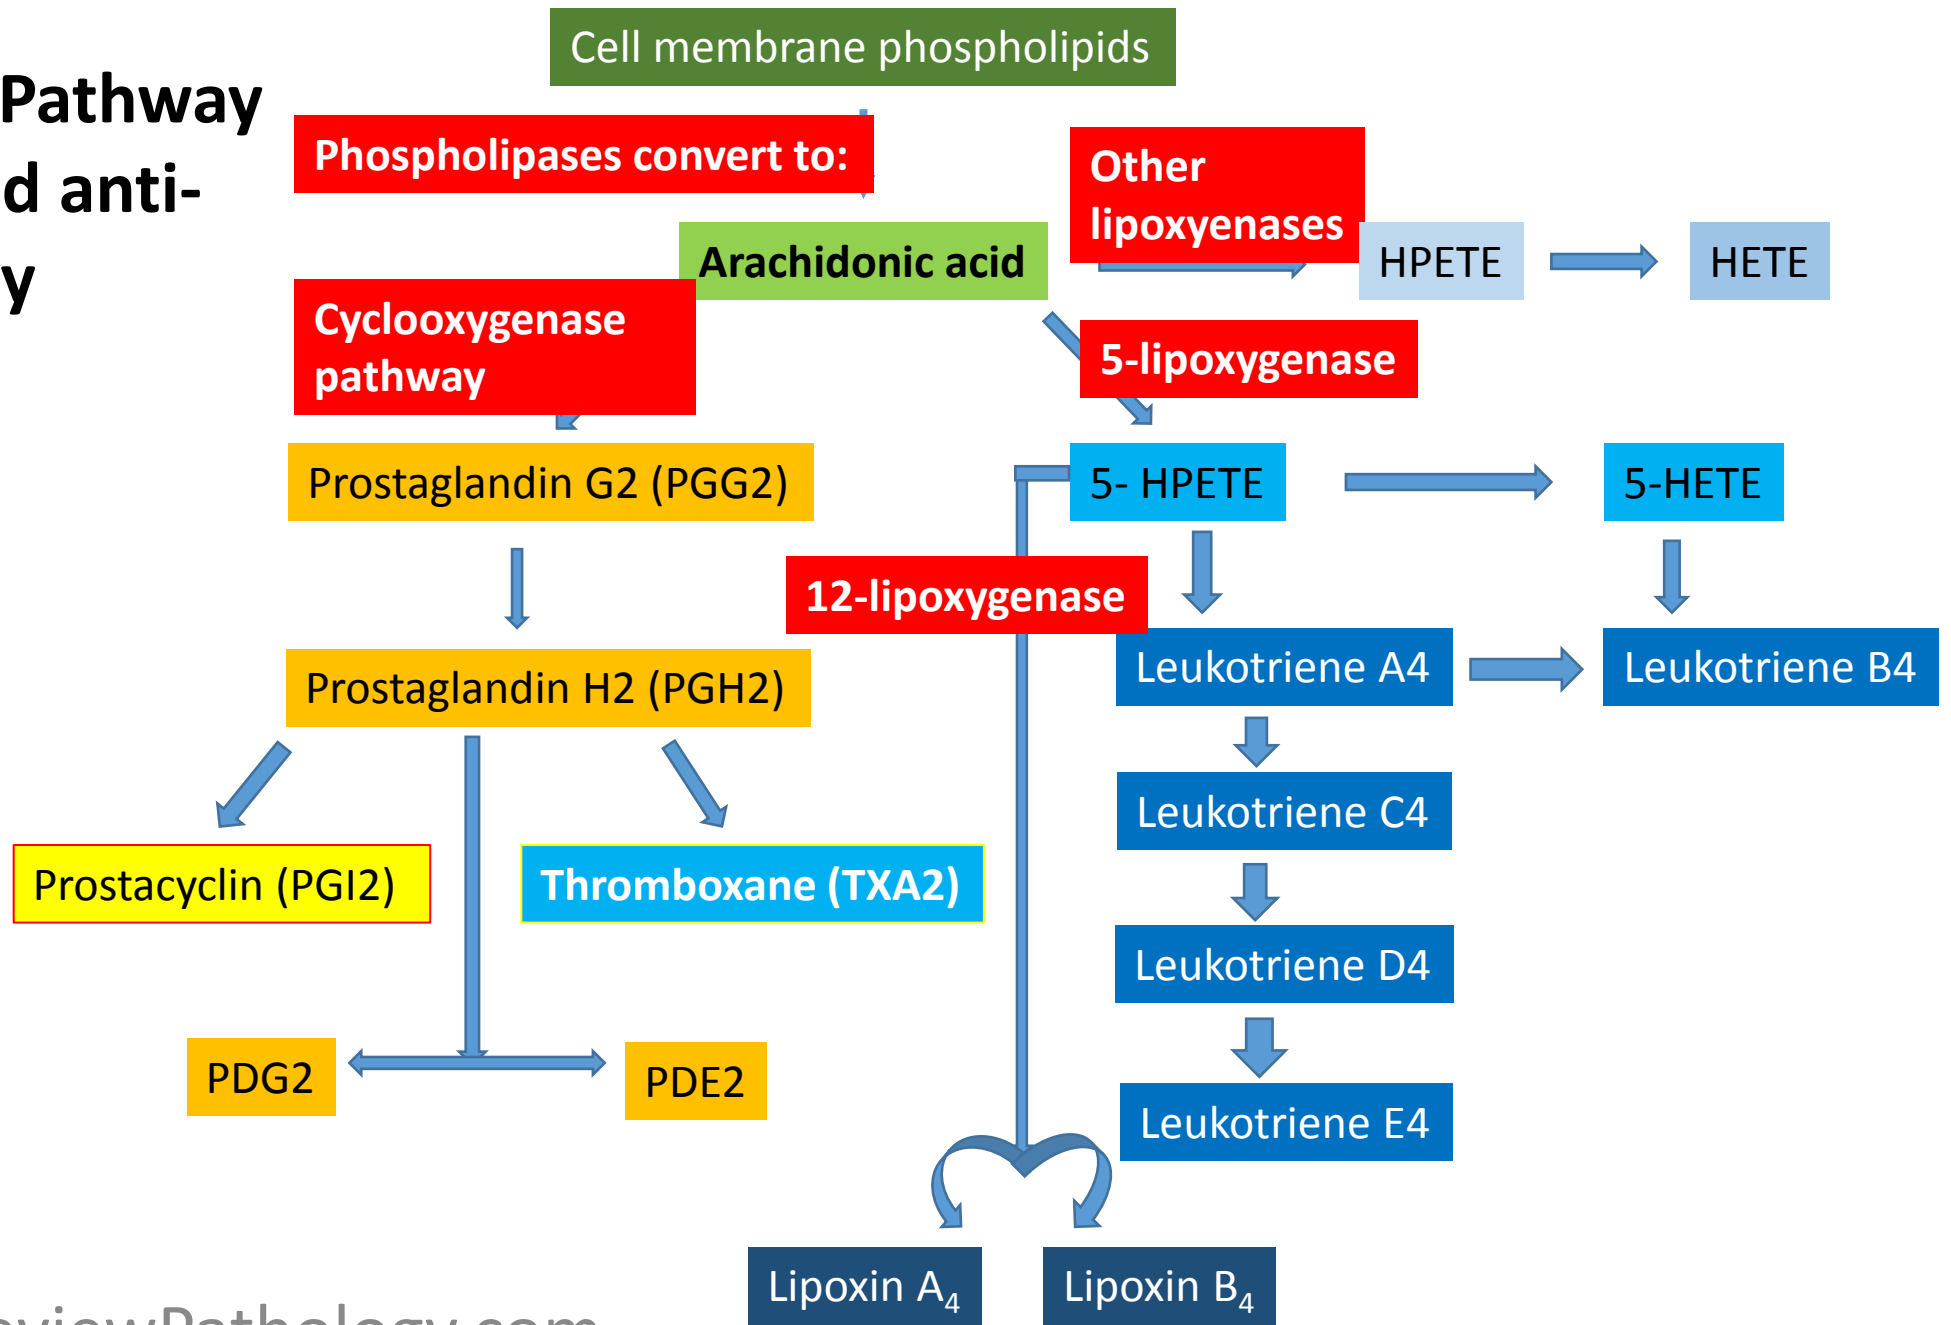 Cell membrane phospholipids
Pathway
d anti-
y
Phospholipases convert to:
Other
lipoxyenases
Arachidonic acid
HPETE
HETE
Cyclooxygenase
pathway
5-lipoxygenase
Prostaglandin G2 (PGG2)
5- HPETE
5-HETE
12-lipoxygenase
Prostaglandin H2 (PGH2)
Leukotriene A4
Leukotriene B4
Leukotriene C4
Prostacyclin (PGI2)
Thromboxane (TXA2)
Leukotriene D4
PDG2
PDE2
Leukotriene E4
Lipoxin A₄
Lipoxin B₄
viewPathology.com